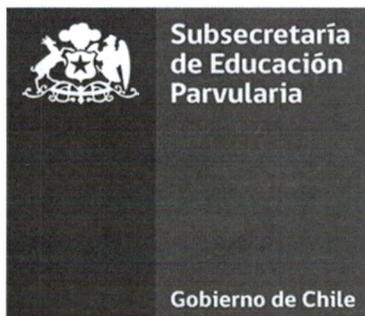 Subsecretaría
de Educación
Parvularia
Gobierno de Chile